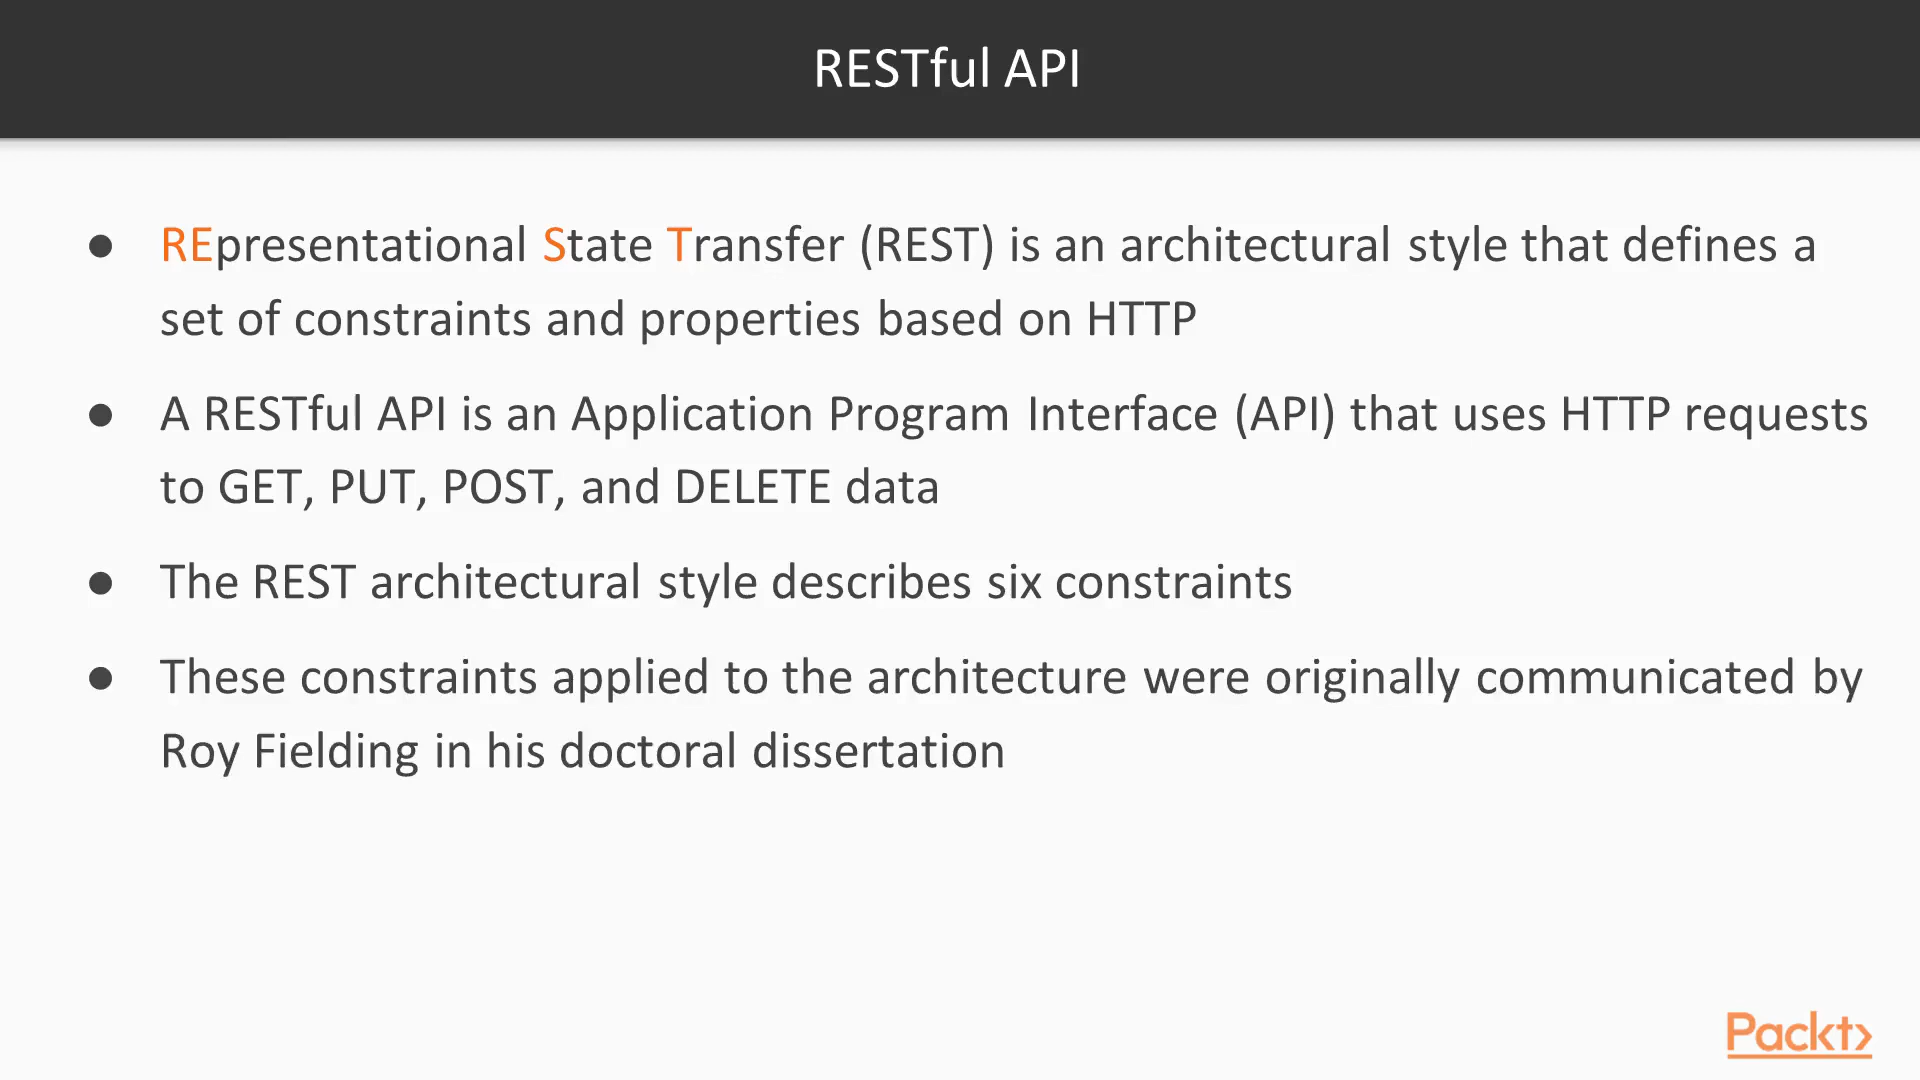 RESTful API
● REpresentational State Transfer (REST) is an architectural style that defines a
set of constraints and properties based on HTTP
● A RESTful API is an Application Program Interface (API) that uses HTTP requests
to GET, PUT, POST, and DELETE data
● The REST architectural style describes six constraints
● These constraints applied to the architecture were originally communicated by
Roy Fielding in his doctoral dissertation
Packt>